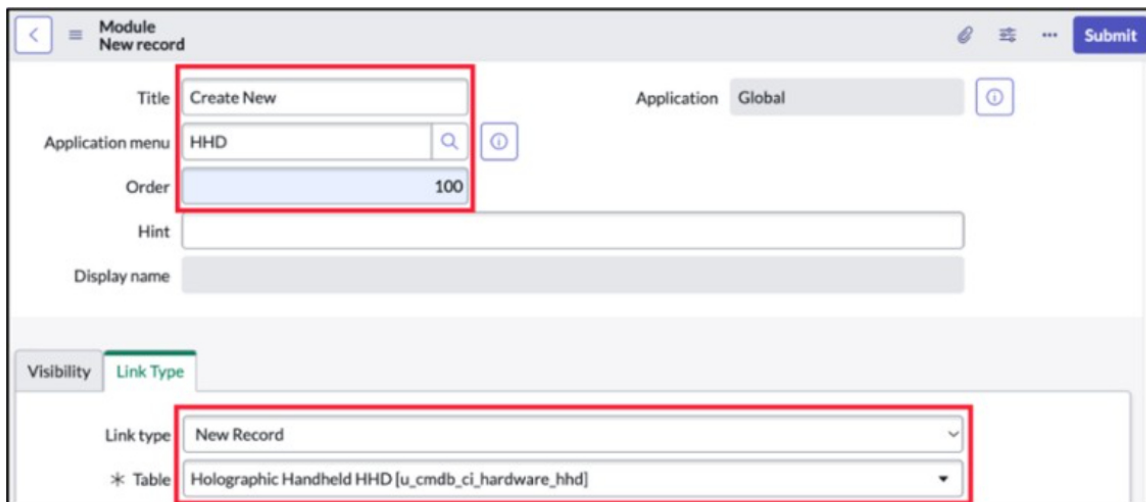 Module
New record
Submit
Title Create New Application Global
Application menu HHD
Order 100
Hint
Display name
Visibility Link Type
Link type New Record
* Table Holographic Handheld HHD [u_cmdb_ci_hardware_hhd]